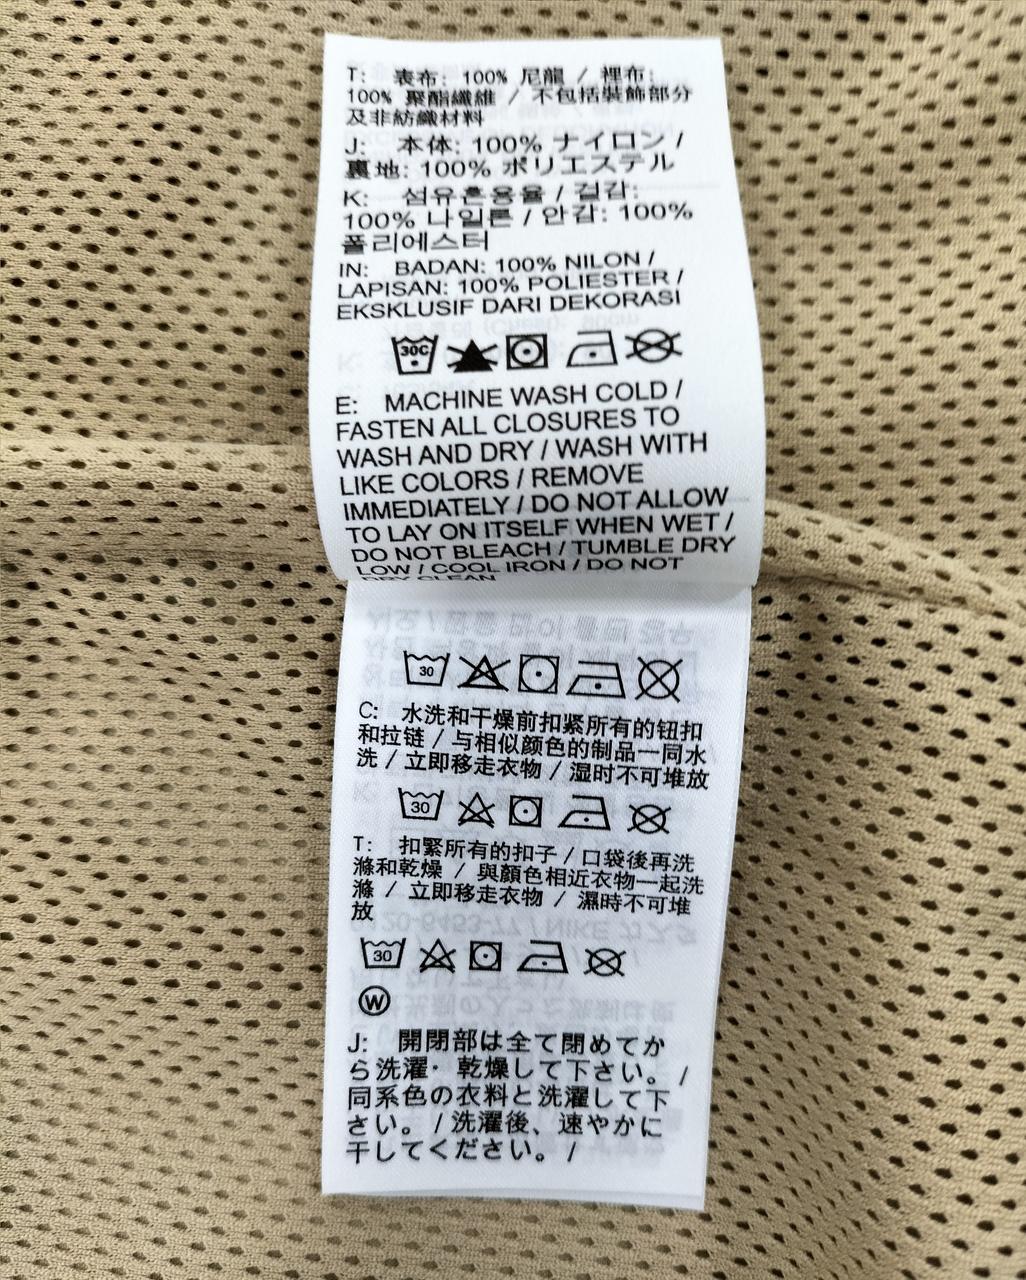 T: 表布: 100% 尼龍 / 裡布:
100% 聚酯纖維 / 不包括裝飾部分
及非紡織材料
J: 本体: 100% ナイロン /
裏地: 100% ポリエステル
K: 섬유혼용율 / 겉감:
100% 나일론 / 안감: 100%
폴리에스터
IN: BADAN: 100% NILON /
LAPISAN: 100% POLIESTER /
EKSKLUSIF DARI DEKORASI
30C
E: MACHINE WASH COLD /
FASTEN ALL CLOSURES TO
WASH AND DRY / WASH WITH
LIKE COLORS / REMOVE
IMMEDIATELY / DO NOT ALLOW
TO LAY ON ITSELF WHEN WET /
DO NOT BLEACH / TUMBLE DRY
LOW / COOL IRON / DO NOT
DRY CLEAN
30
C: 水洗和干燥前扣紧所有的钮扣
和拉链 / 与相似颜色的制品一同水
洗 / 立即移走衣物 / 湿时不可堆放
30
T: 扣緊所有的扣子 / 口袋後再洗
滌和乾燥 / 與顏色相近衣物一起洗
滌 / 立即移走衣物 / 濕時不可堆
放
30
W
J: 開閉部は全て閉めてか
ら洗濯・乾燥して下さい。 /
同系色の衣料と洗濯して下
さい。 / 洗濯後、速やかに
干してください。 /